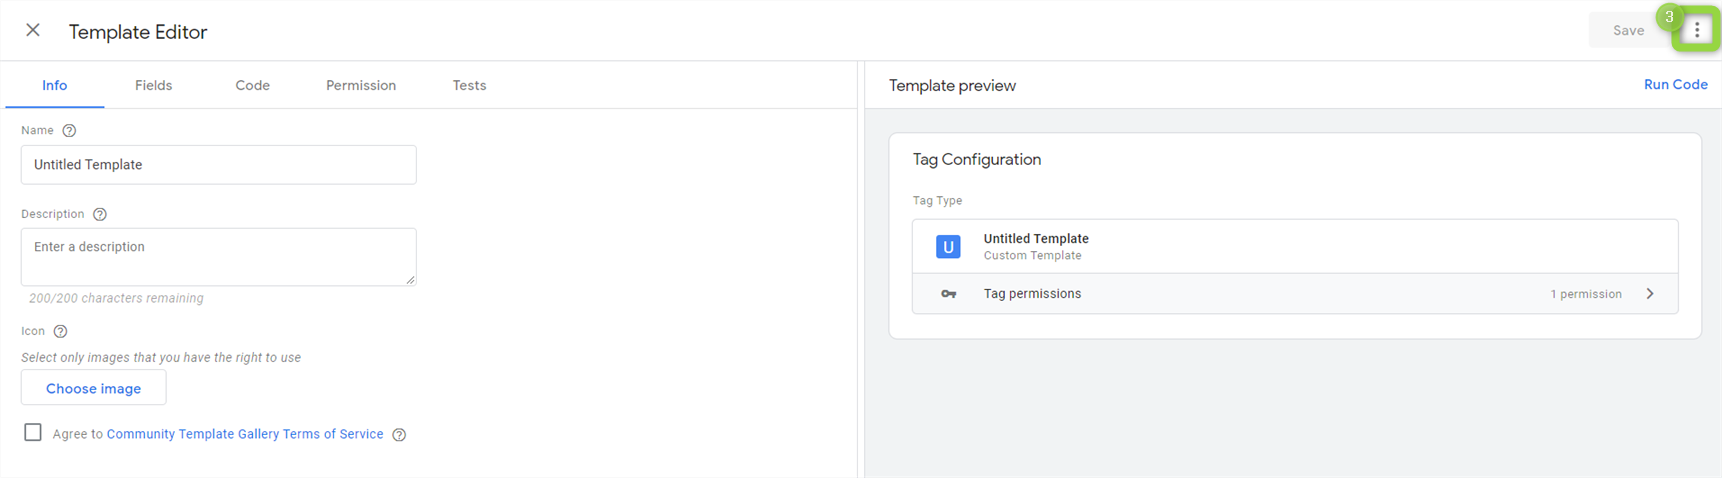 Template Editor
Save
3
Info
Fields
Code
Permission
Tests
Name
Untitled Template
Description
Enter a description
200/200 characters remaining
Icon
Select only images that you have the right to use
Choose image
Agree to Community Template Gallery Terms of Service
Template preview
Run Code
Tag Configuration
Tag Type
U
Untitled Template
Custom Template
Tag permissions
1 permission